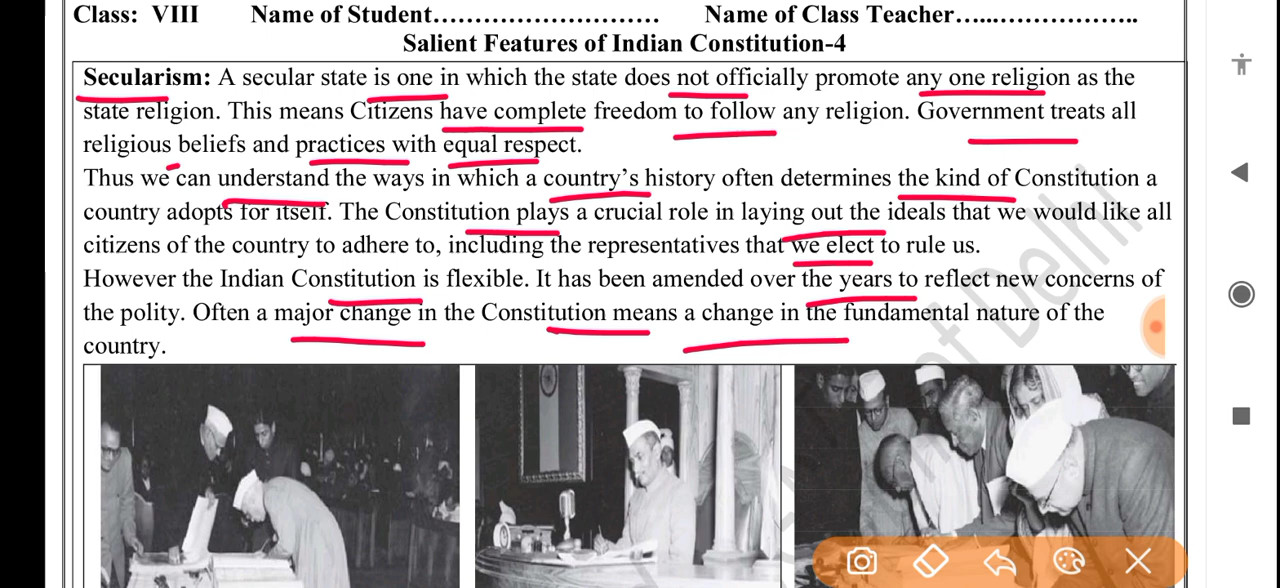 Class: VIII Name of Student………………………. Name of Class Teacher…...……………..
Salient Features of Indian Constitution-4
Secularism: A secular state is one in which the state does not officially promote any one religion as the
state religion. This means Citizens have complete freedom to follow any religion. Government treats all
religious beliefs and practices with equal respect.
Thus we can understand the ways in which a country’s history often determines the kind of Constitution a
country adopts for itself. The Constitution plays a crucial role in laying out the ideals that we would like all
citizens of the country to adhere to, including the representatives that we elect to rule us.
However the Indian Constitution is flexible. It has been amended over the years to reflect new concerns of
the polity. Often a major change in the Constitution means a change in the fundamental nature of the
country.
of Delhi